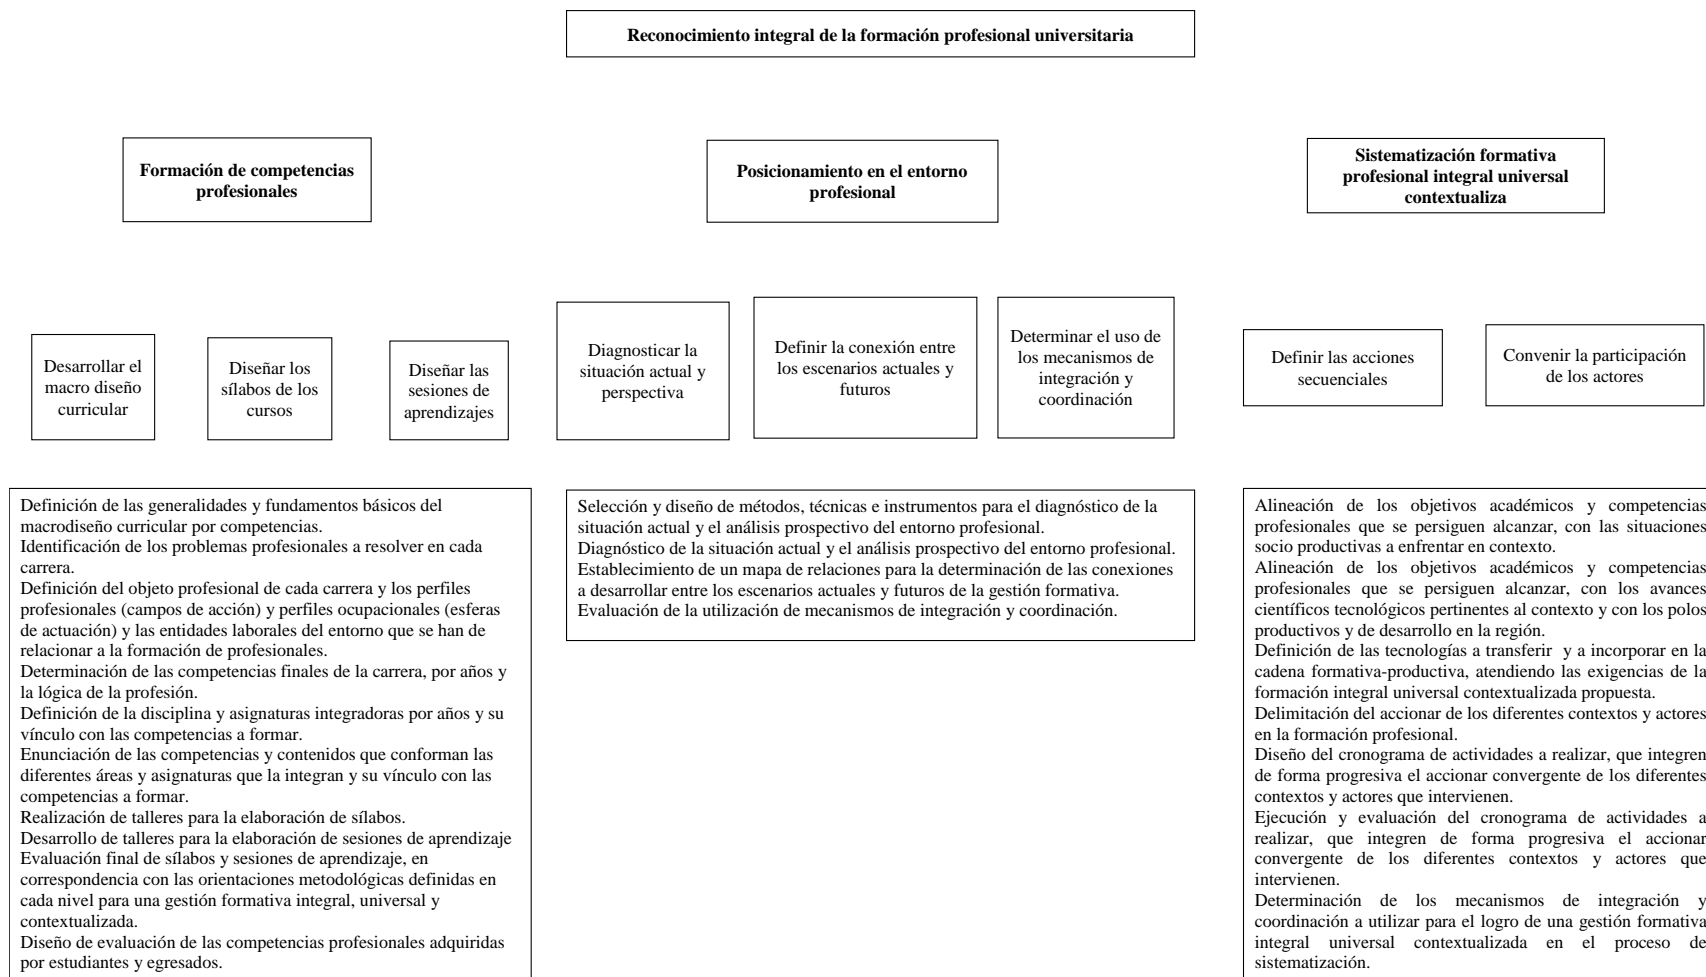 Reconocimiento integral de la formación profesional universitaria
Formación de competencias
profesionales
Posicionamiento en el entorno
profesional
Sistematización formativa
profesional integral universal
contextualiza
Desarrollar el
macro diseño
curricular
Diseñar los
sílabos de los
cursos
Diseñar las
sesiones de
aprendizajes
Diagnosticar la
situación actual y
perspectiva
Definir la conexión entre
los escenarios actuales y
futuros
Determinar el uso de
los mecanismos de
integración y
coordinación
Definir las acciones
secuenciales
Convenir la participación
de los actores
Definición de las generalidades y fundamentos básicos del
macrodiseño curricular por competencias.
Identificación de los problemas profesionales a resolver en cada
carrera.
Definición del objeto profesional de cada carrera y los perfiles
profesionales (campos de acción) y perfiles ocupacionales (esferas
de actuación) y las entidades laborales del entorno que se han de
relacionar a la formación de profesionales.
Determinación de las competencias finales de la carrera, por años y
la lógica de la profesión.
Definición de la disciplina y asignaturas integradoras por años y su
vínculo con las competencias a formar.
Enunciación de las competencias y contenidos que conforman las
diferentes áreas y asignaturas que la integran y su vínculo con las
competencias a formar.
Realización de talleres para la elaboración de sílabos.
Desarrollo de talleres para la elaboración de sesiones de aprendizaje
Evaluación final de sílabos y sesiones de aprendizaje, en
correspondencia con las orientaciones metodológicas definidas en
cada nivel para una gestión formativa integral, universal y
contextualizada.
Diseño de evaluación de las competencias profesionales adquiridas
por estudiantes y egresados.
Selección y diseño de métodos, técnicas e instrumentos para el diagnóstico de la
situación actual y el análisis prospectivo del entorno profesional.
Diagnóstico de la situación actual y el análisis prospectivo del entorno profesional.
Establecimiento de un mapa de relaciones para la determinación de las conexiones
a desarrollar entre los escenarios actuales y futuros de la gestión formativa.
Evaluación de la utilización de mecanismos de integración y coordinación.
Alineación de los objetivos académicos y competencias
profesionales que se persiguen alcanzar, con las situaciones
socio productivas a enfrentar en contexto.
Alineación de los objetivos académicos y competencias
profesionales que se persiguen alcanzar, con los avances
científicos tecnológicos pertinentes al contexto y con los polos
productivos y de desarrollo en la región.
Definición de las tecnologías a transferir y a incorporar en la
cadena formativa-productiva, atendiendo las exigencias de la
formación integral universal contextualizada propuesta.
Delimitación del accionar de los diferentes contextos y actores
en la formación profesional.
Diseño del cronograma de actividades a realizar, que integren
de forma progresiva el accionar convergente de los diferentes
contextos y actores que intervienen.
Ejecución y evaluación del cronograma de actividades a
realizar, que integren de forma progresiva el accionar
convergente de los diferentes contextos y actores que
intervienen.
Determinación de los mecanismos de integración y
coordinación a utilizar para el logro de una gestión formativa
integral universal contextualizada en el proceso de
sistematización.